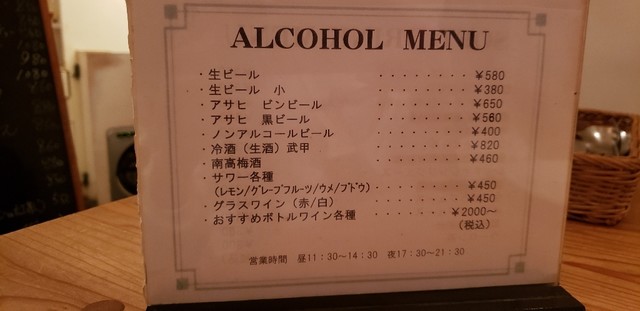 ALCOHOL MENU
・生ビール ・・・・・・・・ ¥580
・生ビール 小 ・・・・・・・・ ¥380
・アサヒ ビンビール ・・・・・・・・ ¥650
・アサヒ 黒ビール ・・・・・・・・ ¥560
・ノンアルコールビール ・・・・・・・・ ¥400
・冷酒（生酒）武甲 ・・・・・・・・ ¥820
・南高梅酒 ・・・・・・・・ ¥460
・サワー各種
（レモン/グレープフルーツ/ウメ/ブドウ） ・・・・・・・・ ¥450
・グラスワイン（赤/白） ・・・・・・・・ ¥450
・おすすめボトルワイン各種 ・・・・・・ ¥2000～
（税込）
営業時間 昼11：30～14：30 夜17：30～21：30